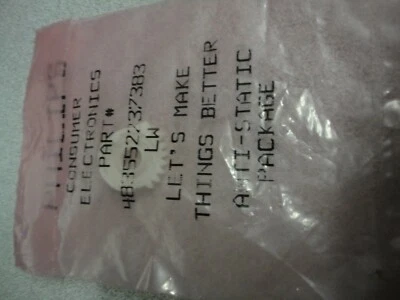 CONSUMER
ELECTRONICS
PART#
483552237383
LW
LET'S MAKE
THINGS BETTER
ANTI-STATIC
PACKAGE